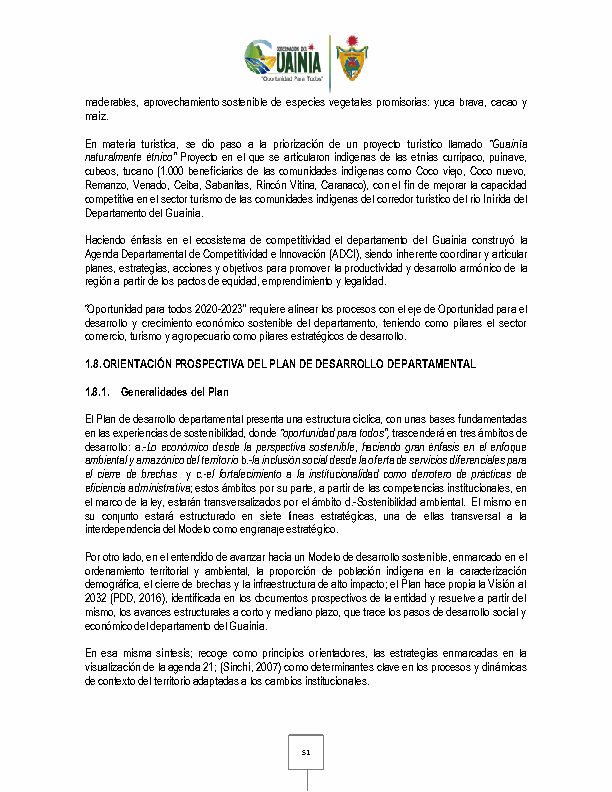 GOBERNACIÓN DEL
GUAINIA
"Oportunidad Para Todos"
maderables, aprovechamiento sostenible de especies vegetales promisorias: yuca brava, cacao y
maíz.
En materia turística, se dio paso a la priorización de un proyecto turístico llamado "Guainía
naturalmente étnico" Proyecto en el que se articularon indígenas de las etnias curripaco, puinave,
cubeos, tucano (1.000 beneficiarios de las comunidades indígenas como Coco viejo, Coco nuevo,
Remanzo, Venado, Ceiba, Sabanitas, Rincón Vitina, Caranaco), con el fin de mejorar la capacidad
competitiva en el sector turismo de las comunidades indígenas del corredor turístico del río Inírida del
Departamento del Guainía.
Haciendo énfasis en el ecosistema de competitividad el departamento del Guainía construyó la
Agenda Departamental de Competitividad e Innovación (ADCI), siendo inherente coordinar y articular
planes, estrategias, acciones y objetivos para promover la productividad y desarrollo armónico de la
región a partir de los pactos de equidad, emprendimiento y legalidad.
"Oportunidad para todos 2020-2023" requiere alinear los procesos con el eje de Oportunidad para el
desarrollo y crecimiento económico sostenible del departamento, teniendo como pilares el sector
comercio, turismo y agropecuario como pilares estratégicos de desarrollo.
1.8. ORIENTACIÓN PROSPECTIVA DEL PLAN DE DESARROLLO DEPARTAMENTAL
1.8.1. Generalidades del Plan
El Plan de desarrollo departamental presenta una estructura cíclica, con unas bases fundamentadas
en las experiencias de sostenibilidad, donde "oportunidad para todos", trascenderá en tres ámbitos de
desarrollo: a.-Lo económico desde la perspectiva sostenible, haciendo gran énfasis en el enfoque
ambiental y amazónico del territorio b.-la inclusión social desde la oferta de servicios diferenciales para
el cierre de brechas y c.-el fortalecimiento a la institucionalidad como derrotero de prácticas de
eficiencia administrativa; estos ámbitos por su parte, a partir de las competencias institucionales, en
el marco de la ley, estarán transversalizados por el ámbito d.-Sostenibilidad ambiental. El mismo en
su conjunto estará estructurado en siete líneas estratégicas, una de ellas transversal a la
interdependencia del Modelo como engranaje estratégico.
Por otro lado, en el entendido de avanzar hacia un Modelo de desarrollo sostenible, enmarcado en el
ordenamiento territorial y ambiental, la proporción de población indígena en la caracterización
demográfica, el cierre de brechas y la infraestructura de alto impacto; el Plan hace propia la Visión al
2032 (PDD, 2016), identificada en los documentos prospectivos de la entidad y resuelve a partir del
mismo, los avances estructurales a corto y mediano plazo, que trace los pasos de desarrollo social y
económico del departamento del Guainía.
En esa misma síntesis; recoge como principios orientadores, las estrategias enmarcadas en la
visualización de la agenda 21; (Sinchi, 2007) como determinantes clave en los procesos y dinámicas
de contexto del territorio adaptadas a los cambios institucionales.
51